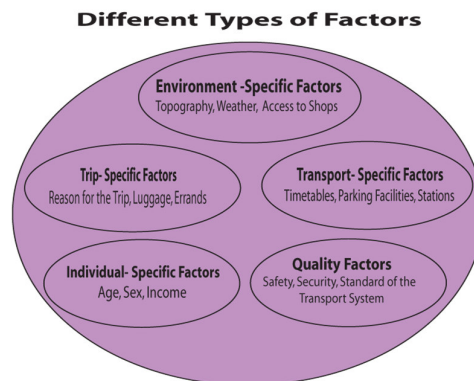 Different Types of Factors
Environment -Specific Factors
Topography, Weather, Access to Shops
Trip- Specific Factors
Reason for the Trip, Luggage, Errands
Transport- Specific Factors
Timetables, Parking Facilities, Stations
Individual- Specific Factors
Age, Sex, Income
Quality Factors
Safety, Security, Standard of the
Transport System